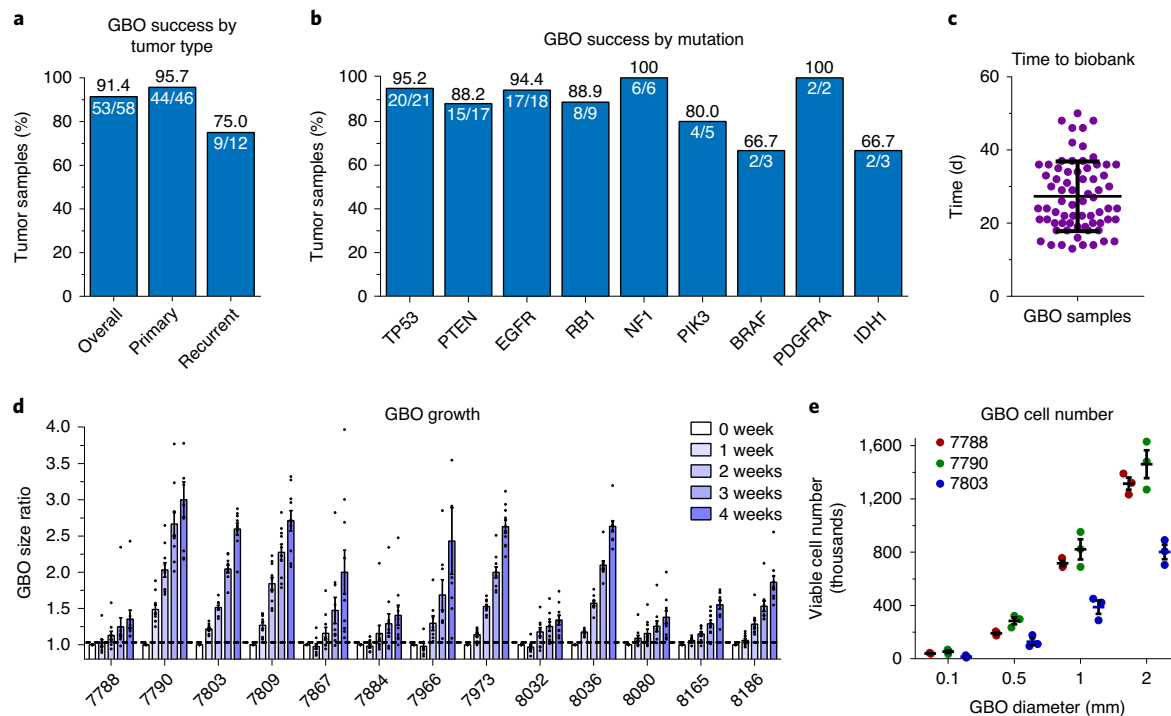 a
GBO success by
tumor type
Tumor samples (%)
100
80
60
40
20
0
91.4
53/58
95.7
44/46
75.0
9/12
Overall
Primary
Recurrent
b
GBO success by mutation
Tumor samples (%)
100
80
60
40
20
0
95.2
20/21
88.2
15/17
94.4
17/18
88.9
8/9
100
6/6
80.0
4/5
66.7
2/3
100
2/2
66.7
2/3
TP53
PTEN
EGFR
RB1
NF1
PIK3
BRAF
PDGFRA
IDH1
c
Time to biobank
Time (d)
60
40
20
0
GBO samples
d
GBO growth
GBO size ratio
4.0
3.5
3.0
2.5
2.0
1.5
1.0
0 week
1 week
2 weeks
3 weeks
4 weeks
7788
7790
7803
7809
7867
7884
7966
7973
8032
8036
8080
8165
8186
e
GBO cell number
Viable cell number
(thousands)
1,600
1,200
800
400
0
7788
7790
7803
0.1
0.5
1
2
GBO diameter (mm)